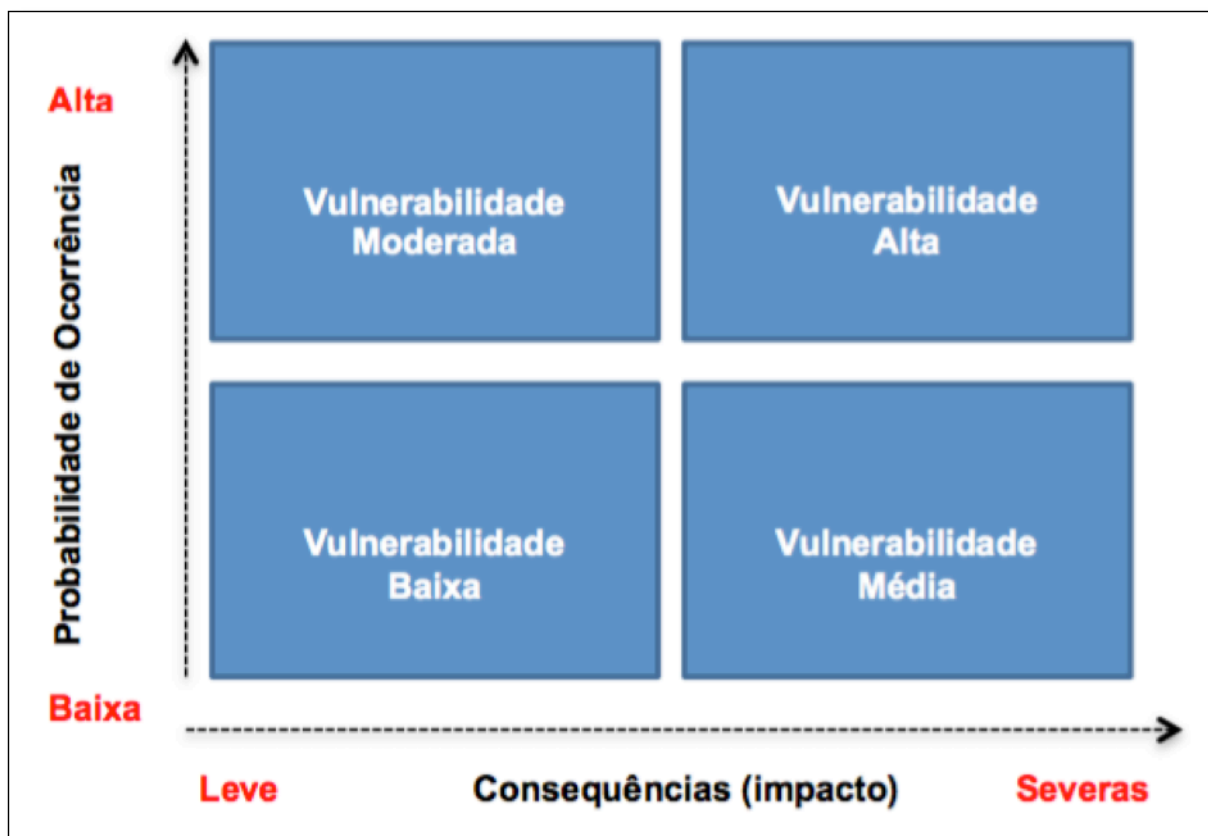 Alta
Probabilidade de Ocorrência
Baixa
Vulnerabilidade
Moderada
Vulnerabilidade
Alta
Vulnerabilidade
Baixa
Vulnerabilidade
Média
Leve
Consequências (impacto)
Severas